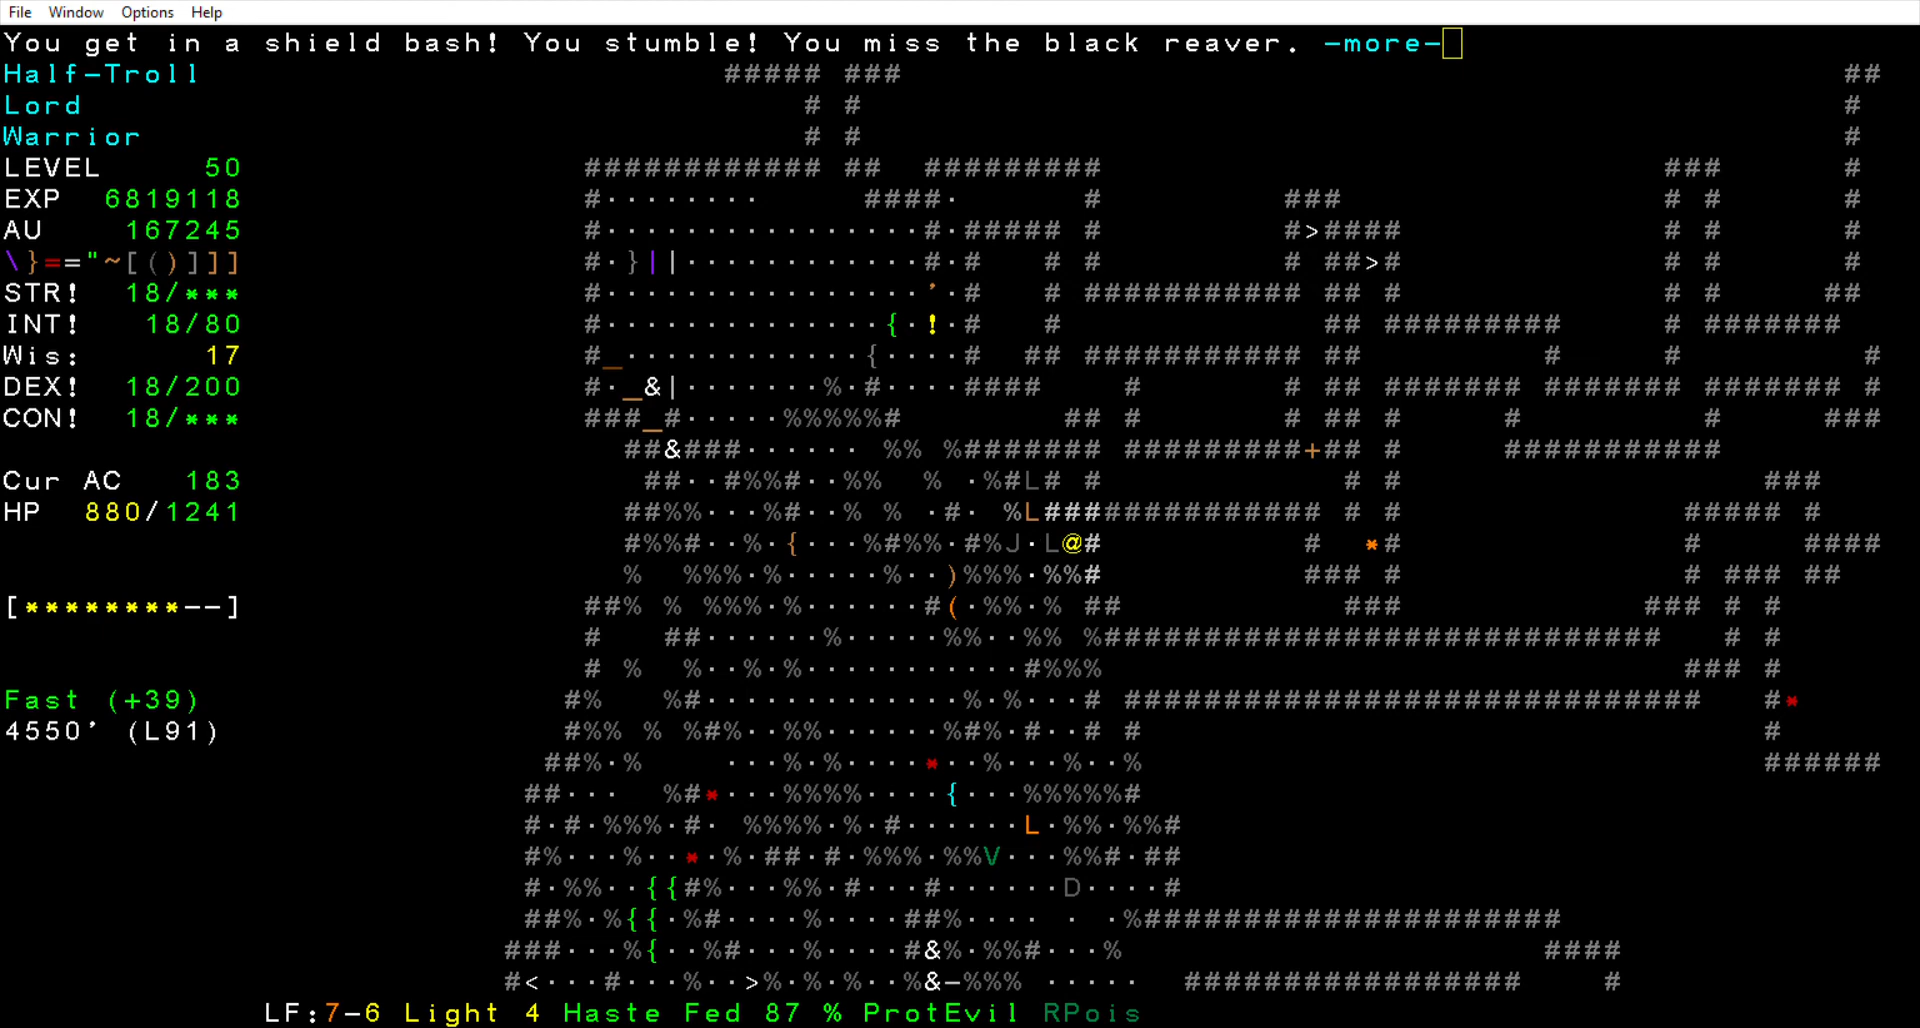 File Window Options Help
You get in a shield bash! You stumble! You miss the black reaver. -more-
Half-Troll
Lord
Warrior
LEVEL 50
EXP 6819118
AU 167245
\}=="~[()]]]
STR! 18/***
INT! 18/80
Wis: 17
DEX! 18/200
CON! 18/***
Cur AC 183
HP 880/1241
[********--]
Fast (+39)
4550' (L91)
LF:7-6 Light 4 Haste Fed 87 % ProtEvil RPois